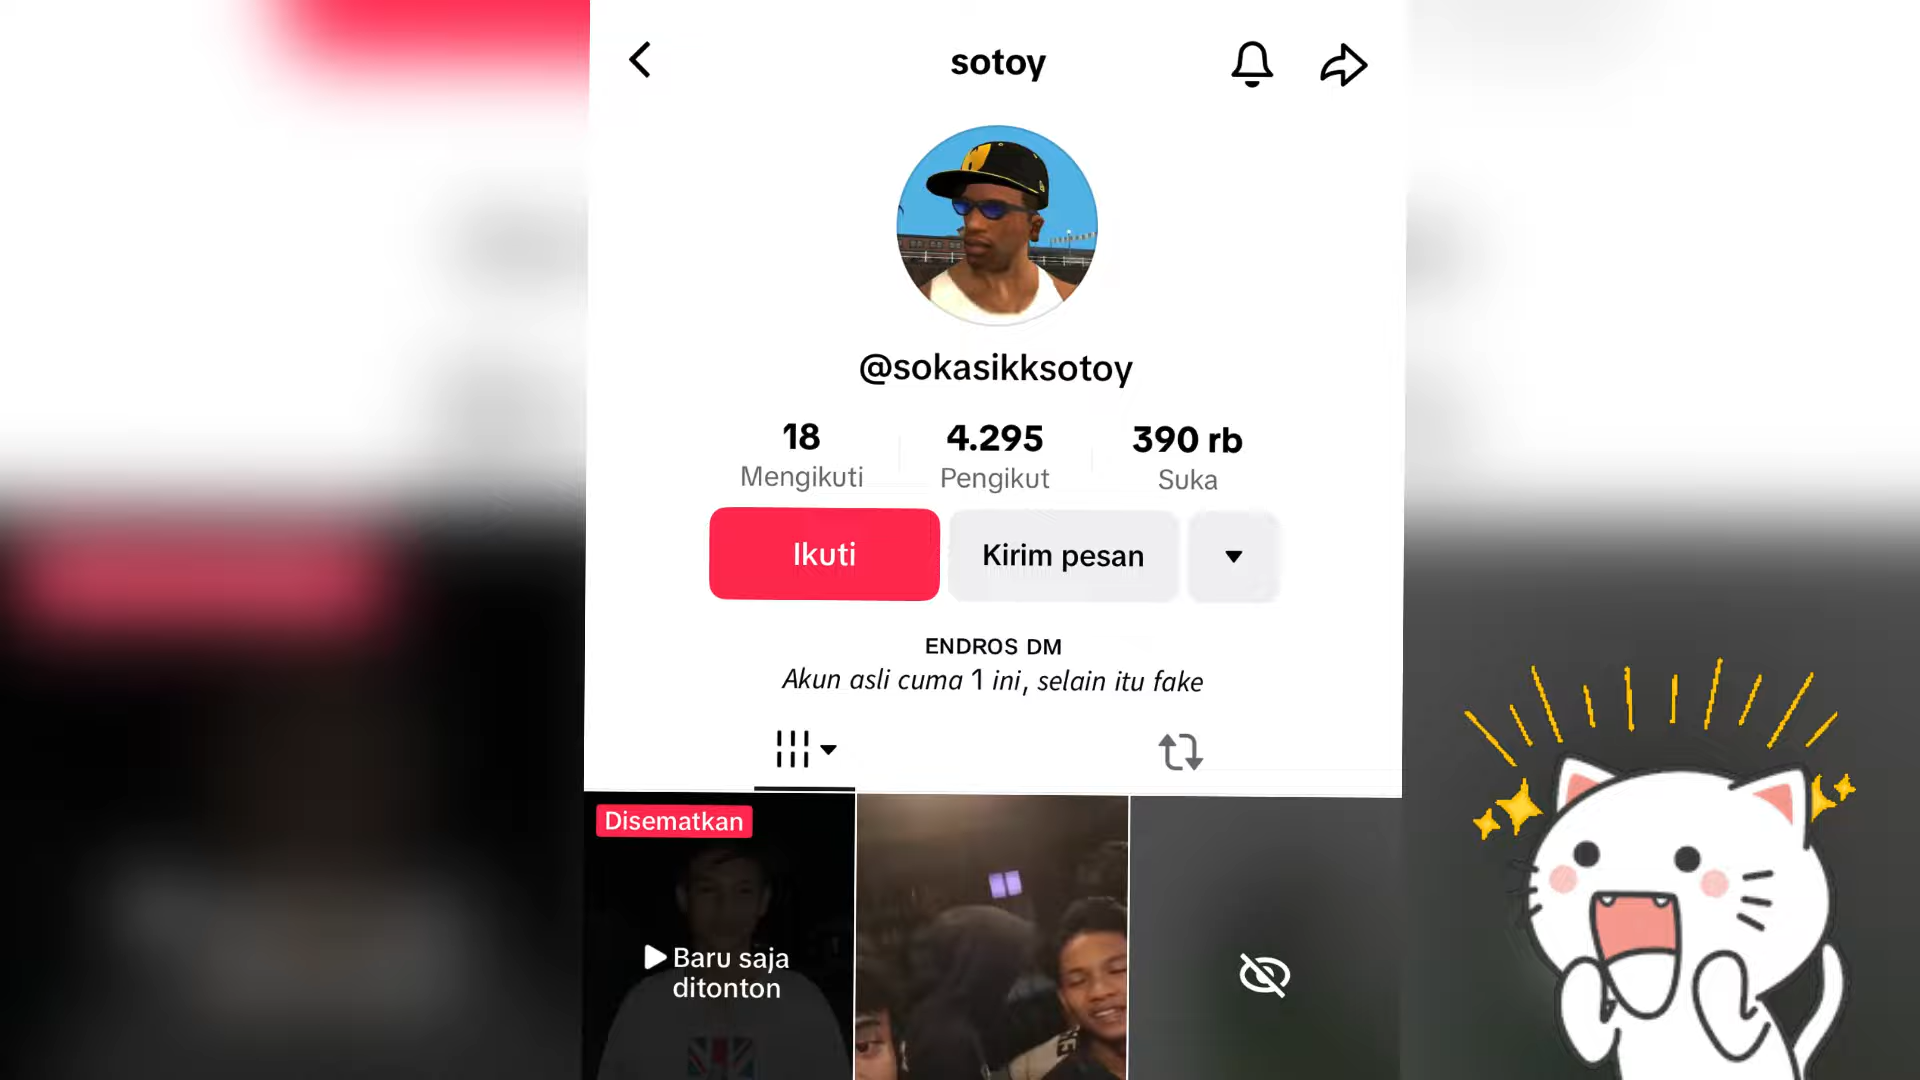 sotoy
@sokasikksotoy
18 4.295 390 rb
Mengikuti Pengikut Suka
Ikuti Kirim pesan
ENDROS DM
Akun asli cuma 1 ini, selain itu fake
Disematkan
Baru saja
ditonton